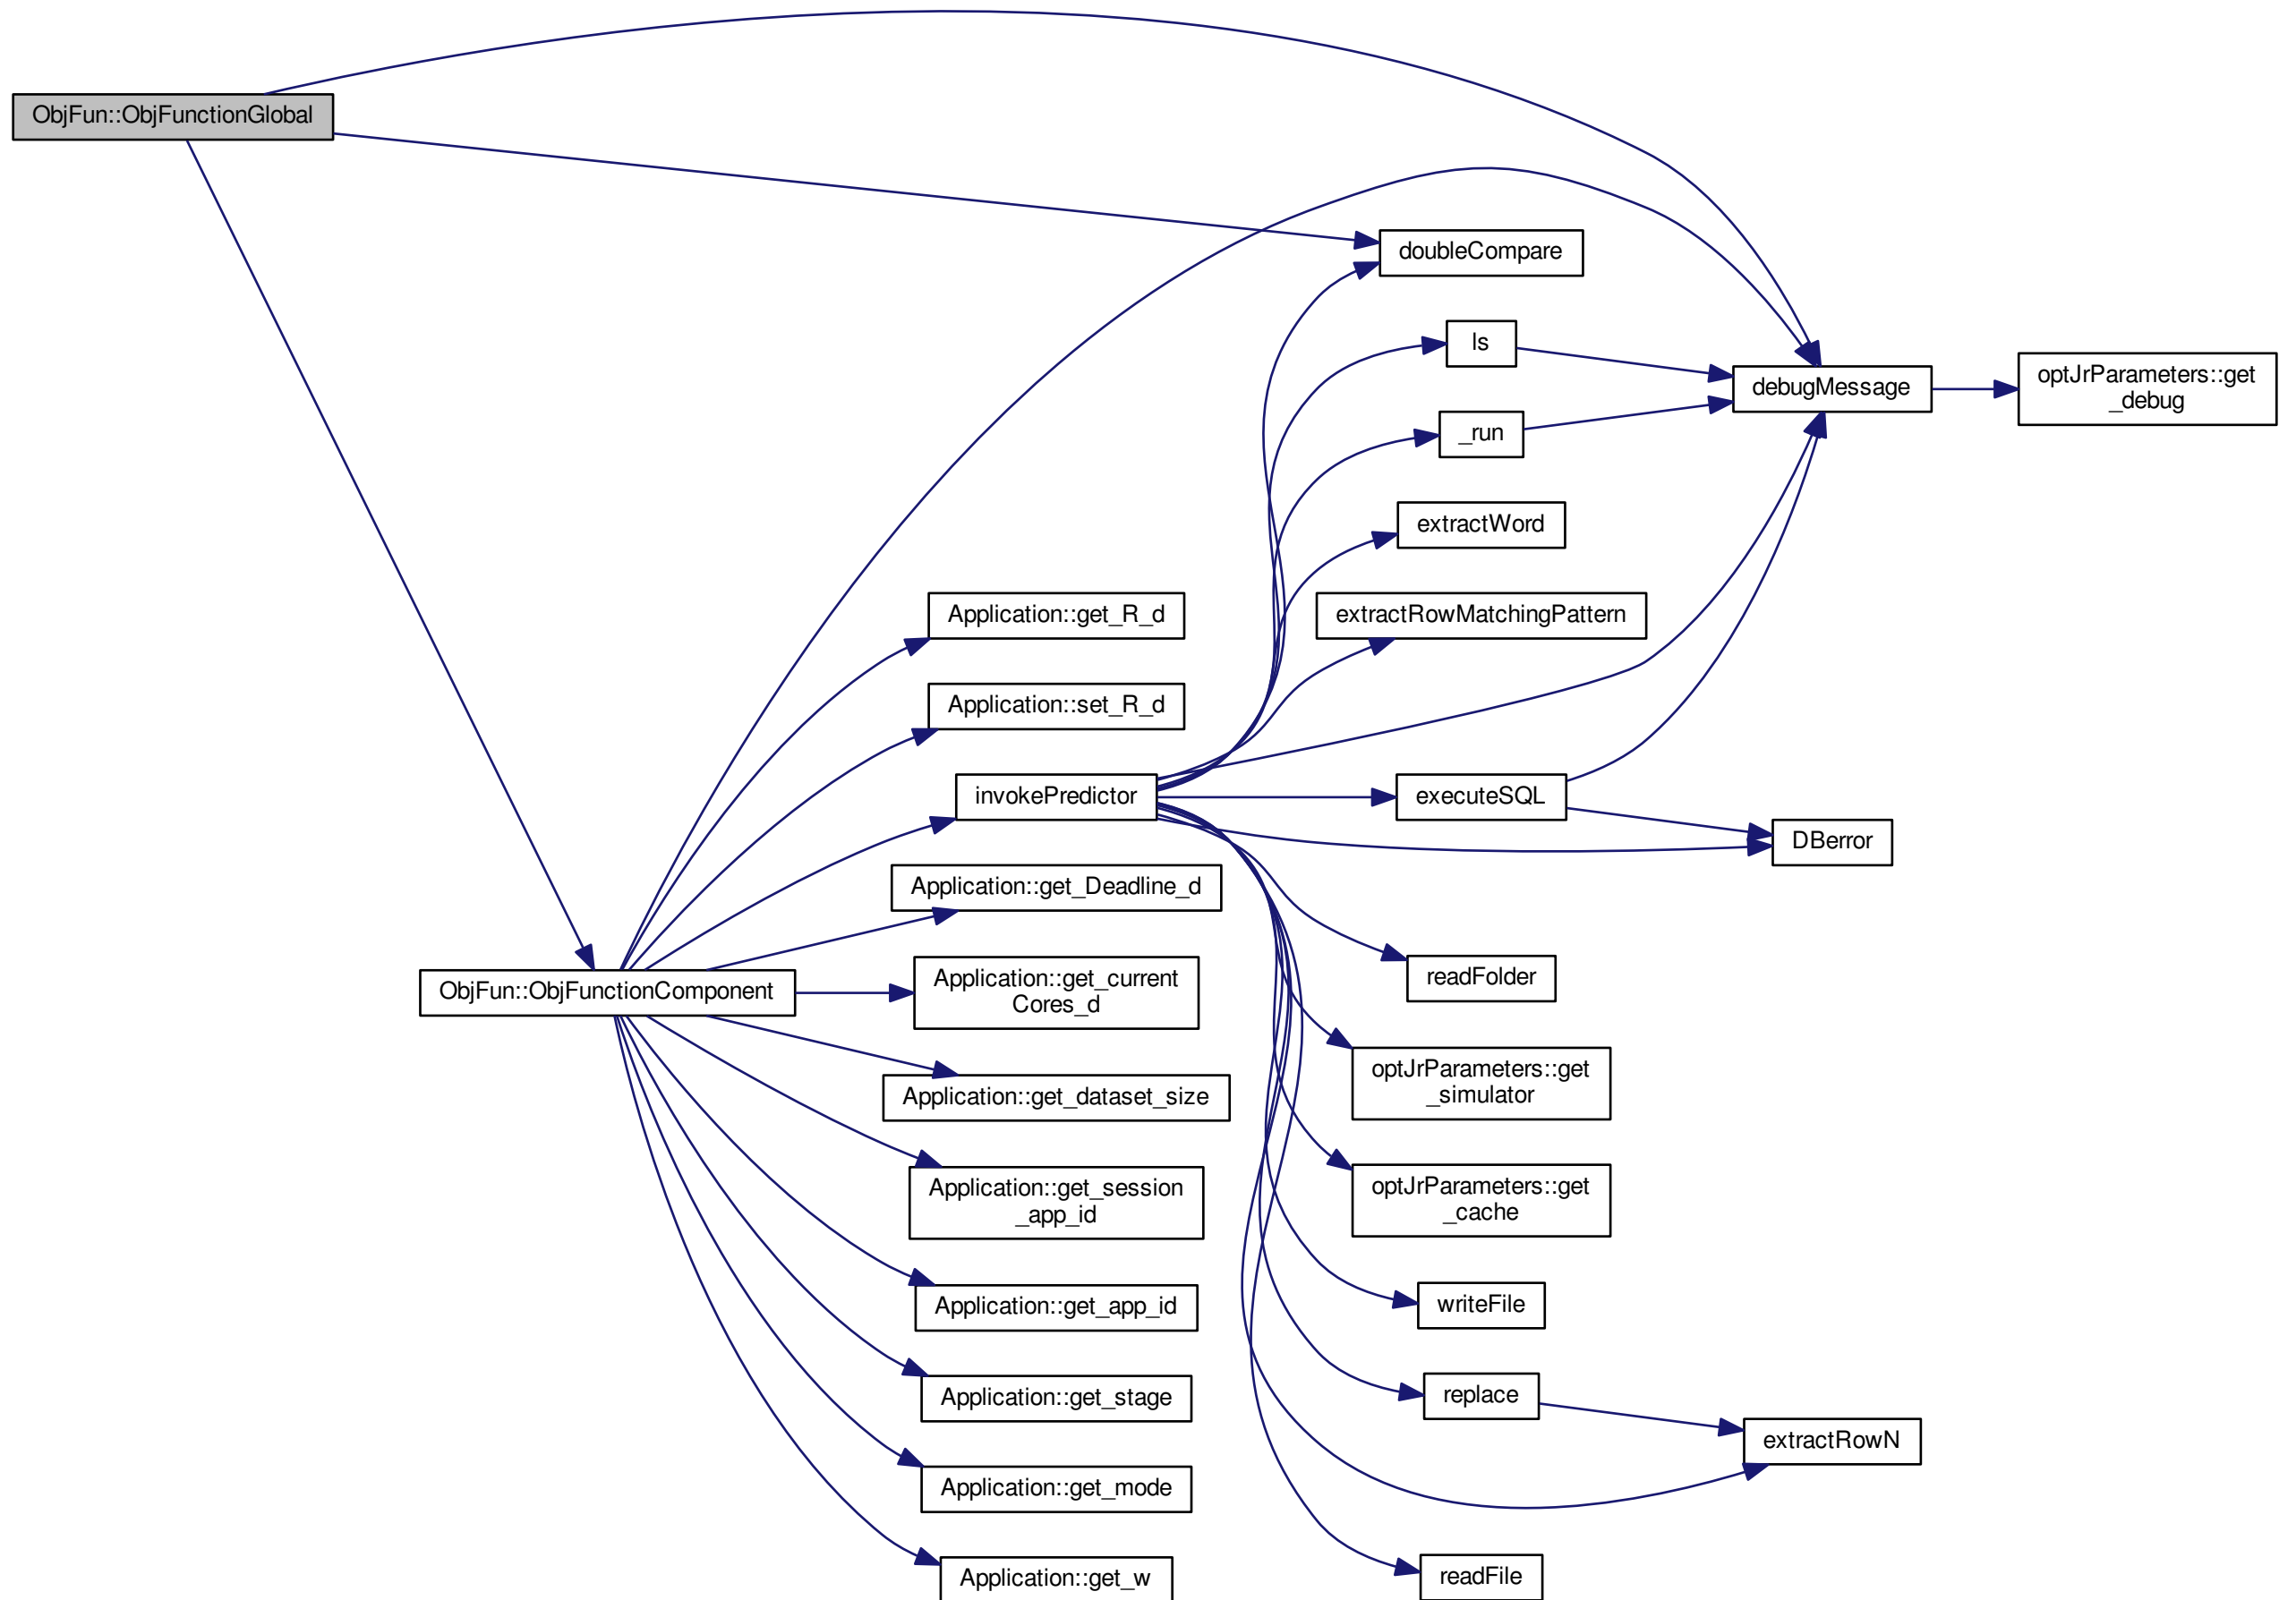 ObjFun::ObjFunctionGlobal
doubleCompare
ls
debugMessage
optJrParameters::get
_debug
_run
extractWord
Application::get_R_d
extractRowMatchingPattern
Application::set_R_d
invokePredictor
executeSQL
DBerror
Application::get_Deadline_d
ObjFun::ObjFunctionComponent
Application::get_current
Cores_d
readFolder
Application::get_dataset_size
optJrParameters::get
_simulator
Application::get_session
_app_id
optJrParameters::get
_cache
Application::get_app_id
writeFile
Application::get_stage
replace
extractRowN
Application::get_mode
Application::get_w
readFile